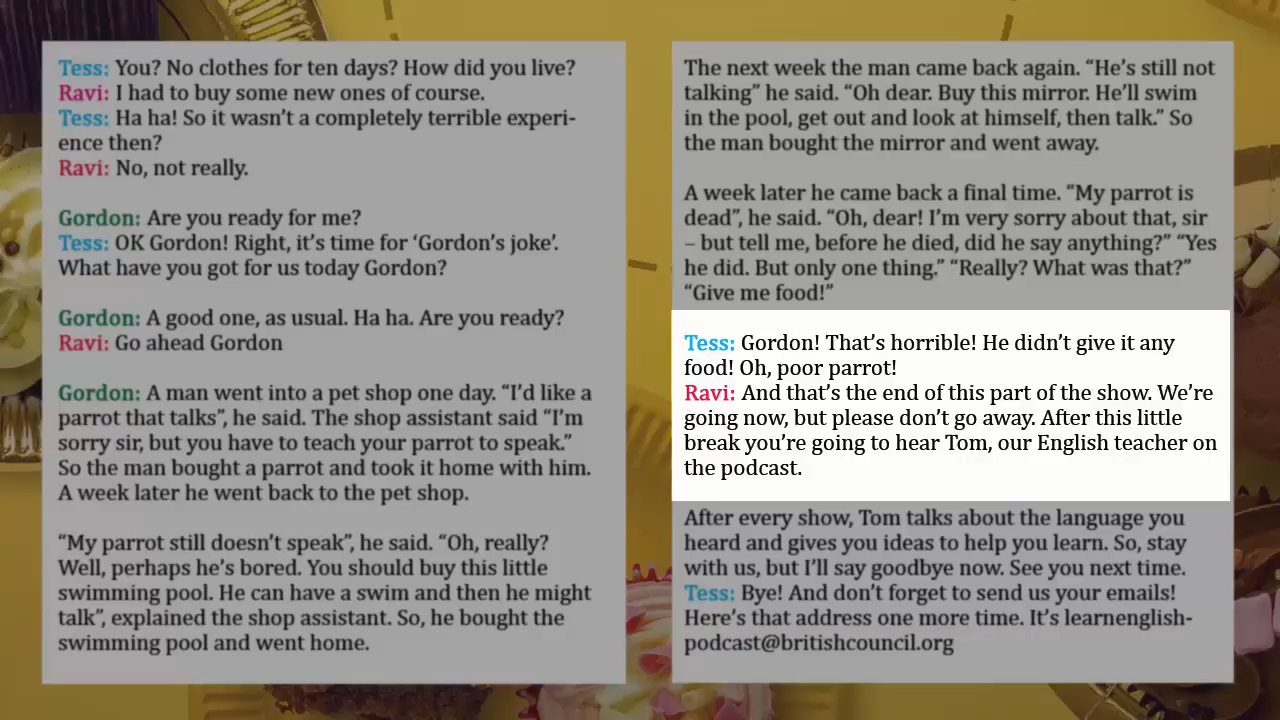 Tess: You? No clothes for ten days? How did you live?
Ravi: I had to buy some new ones of course.
Tess: Ha ha! So it wasn't a completely terrible experi-
ence then?
Ravi: No, not really.
Gordon: Are you ready for me?
Tess: OK Gordon! Right, it's time for ‘Gordon's joke’.
What have you got for us today Gordon?
Gordon: A good one, as usual. Ha ha. Are you ready?
Ravi: Go ahead Gordon
Gordon: A man went into a pet shop one day. “I'd like a
parrot that talks”, he said. The shop assistant said “I'm
sorry sir, but you have to teach your parrot to speak.”
So the man bought a parrot and took it home with him.
A week later he went back to the pet shop.
“My parrot still doesn't speak”, he said. “Oh, really?
Well, perhaps he's bored. You should buy this little
swimming pool. He can have a swim and then he might
talk”, explained the shop assistant. So, he bought the
swimming pool and went home.
The next week the man came back again. “He's still not
talking” he said. “Oh dear. Buy this mirror. He'll swim
in the pool, get out and look at himself, then talk.” So
the man bought the mirror and went away.
A week later he came back a final time. “My parrot is
dead”, he said. “Oh, dear! I'm very sorry about that, sir
– but tell me, before he died, did he say anything?” “Yes
he did. But only one thing.” “Really? What was that?”
“Give me food!”
Tess: Gordon! That's horrible! He didn't give it any
food! Oh, poor parrot!
Ravi: And that's the end of this part of the show. We're
going now, but please don't go away. After this little
break you're going to hear Tom, our English teacher on
the podcast.
After every show, Tom talks about the language you
heard and gives you ideas to help you learn. So, stay
with us, but I'll say goodbye now. See you next time.
Tess: Bye! And don't forget to send us your emails!
Here's that address one more time. It's learnenglish-
podcast@britishcouncil.org